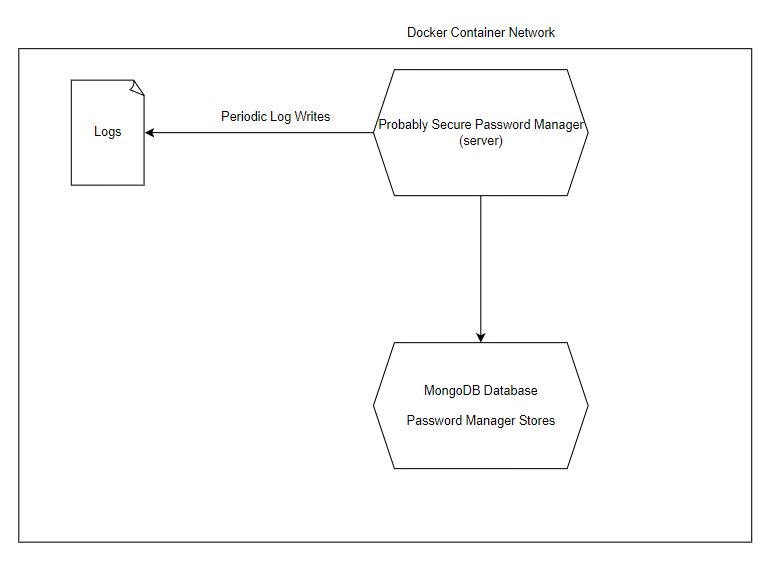 Docker Container Network
Logs
Periodic Log Writes
Probably Secure Password Manager
(server)
MongoDB Database
Password Manager Stores